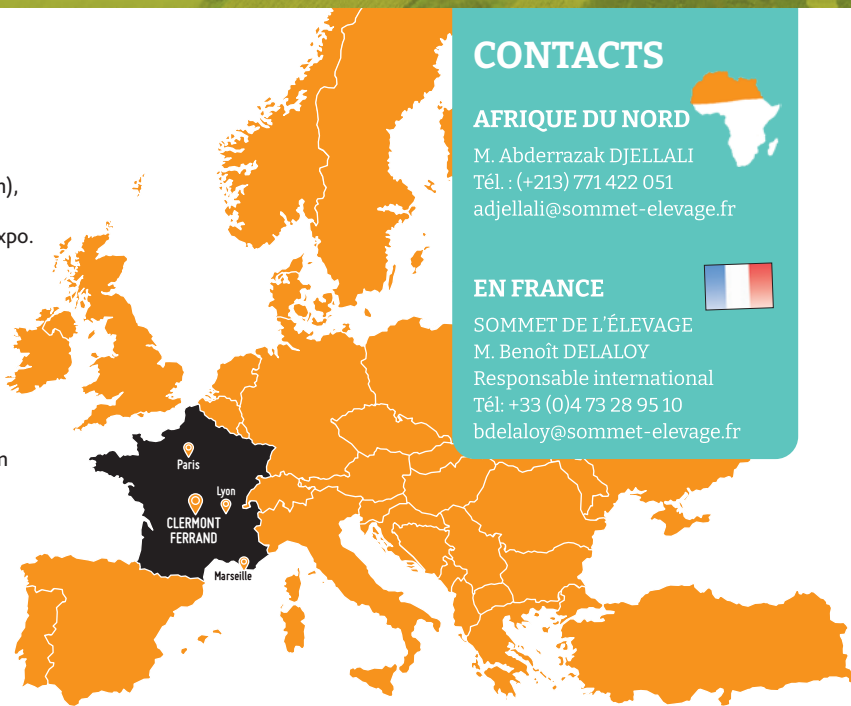 n),
xpo.
n
CONTACTS
AFRIQUE DU NORD
M. Abderrazak DJELLALI
Tél. : (+213) 771 422 051
adjellali@sommet-elevage.fr
EN FRANCE
SOMMET DE L'ÉLEVAGE
M. Benoît DELALOY
Responsable international
Tél: +33 (0)4 73 28 95 10
bdelaloy@sommet-elevage.fr
Paris
Lyon
CLERMONT
FERRAND
Marseille